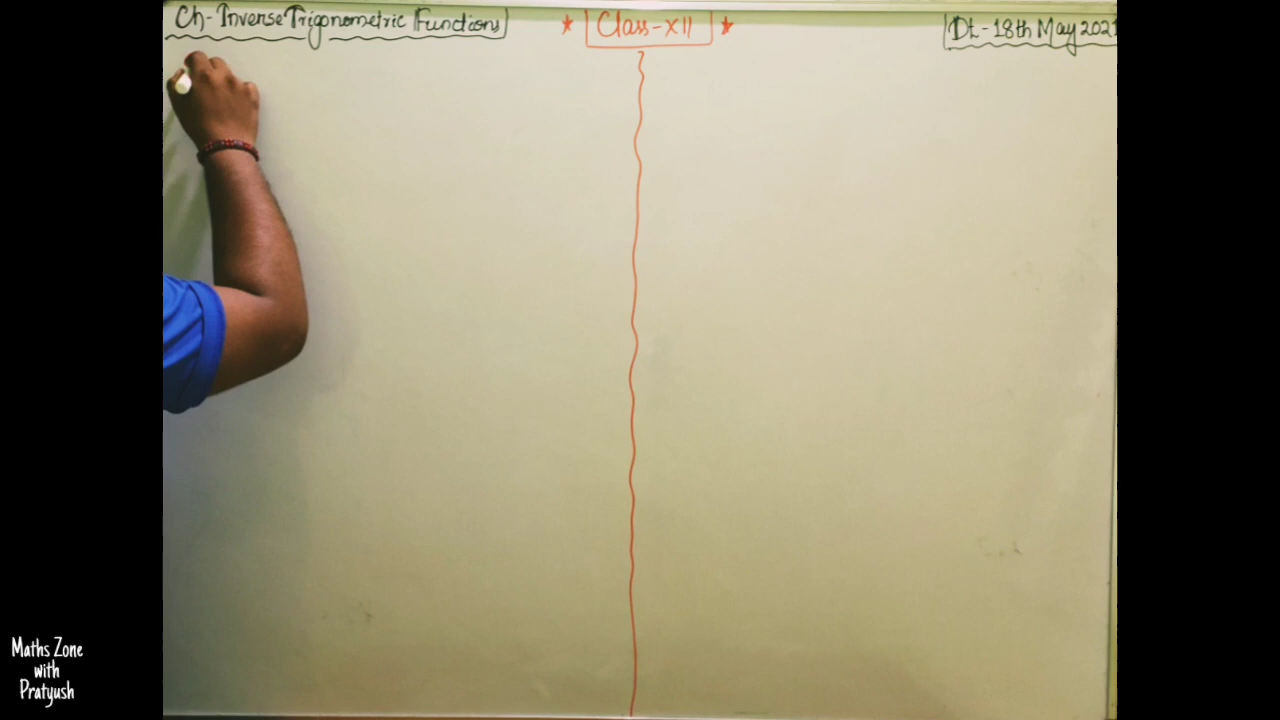 Ch-Inverse Trigonometric Functions
★ Class-XII ★
Dt.-18th May 2021
Maths Zone
with
Pratyush